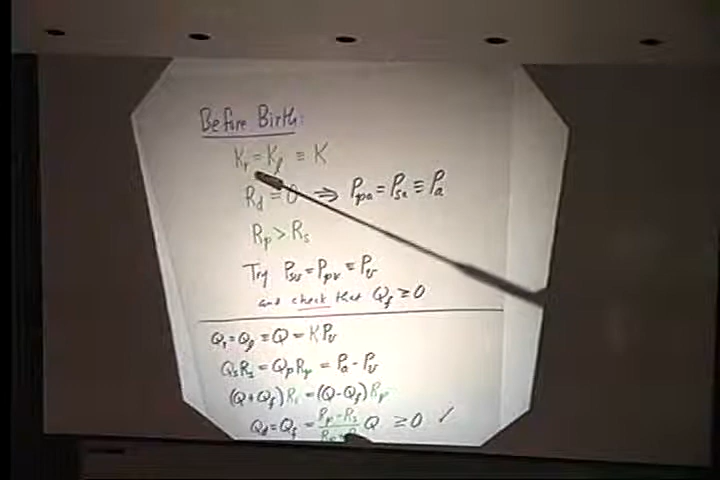 Before Birth:
Kr = Kl ≡ K
Rd = 0 ⇒ Ppa = Psa ≡ Pa
Rp > Rs
Try Psv = Ppv = Pv
and check that Qf ≥ 0
Qr = Ql ≡ Q = KPv
QsRs = QpRp = Pa - Pv
(Q+Qf)Rs = (Q-Qf)Rp
Qd = Qf = Rp-Rs Q ≥ 0 ✓